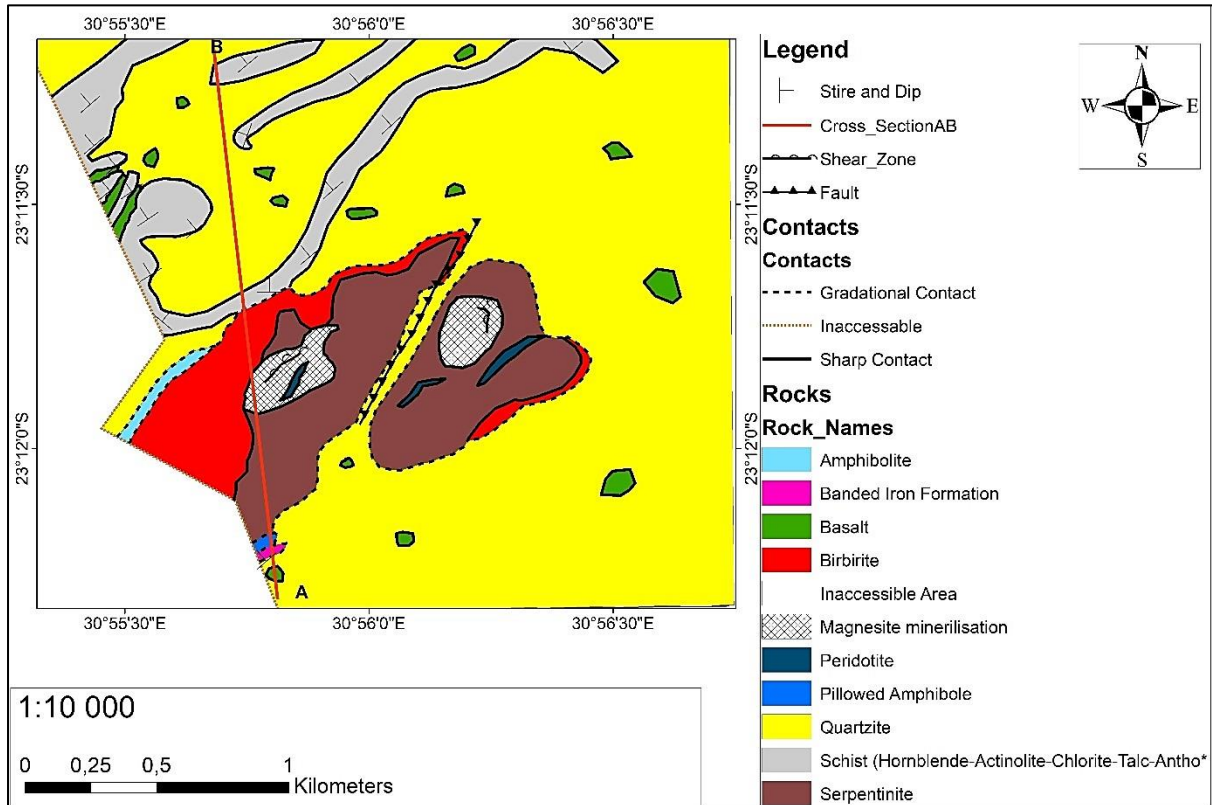 30°55'30"E 30°56'0"E 30°56'30"E
B
23°11'30"S 23°11'30"S
23°12'0"S 23°12'0"S
A
30°55'30"E 30°56'0"E 30°56'30"E
1:10 000
0 0,25 0,5 1
Kilometers
Legend
Stire and Dip
Cross_SectionAB
Shear_Zone
Fault
Contacts
Contacts
Gradational Contact
Inaccessable
Sharp Contact
Rocks
Rock_Names
Amphibolite
Banded Iron Formation
Basalt
Birbirite
Inaccessible Area
Magnesite minerilisation
Peridotite
Pillowed Amphibole
Quartzite
Schist (Hornblende-Actinolite-Chlorite-Talc-Antho*
Serpentinite
N
W E
S